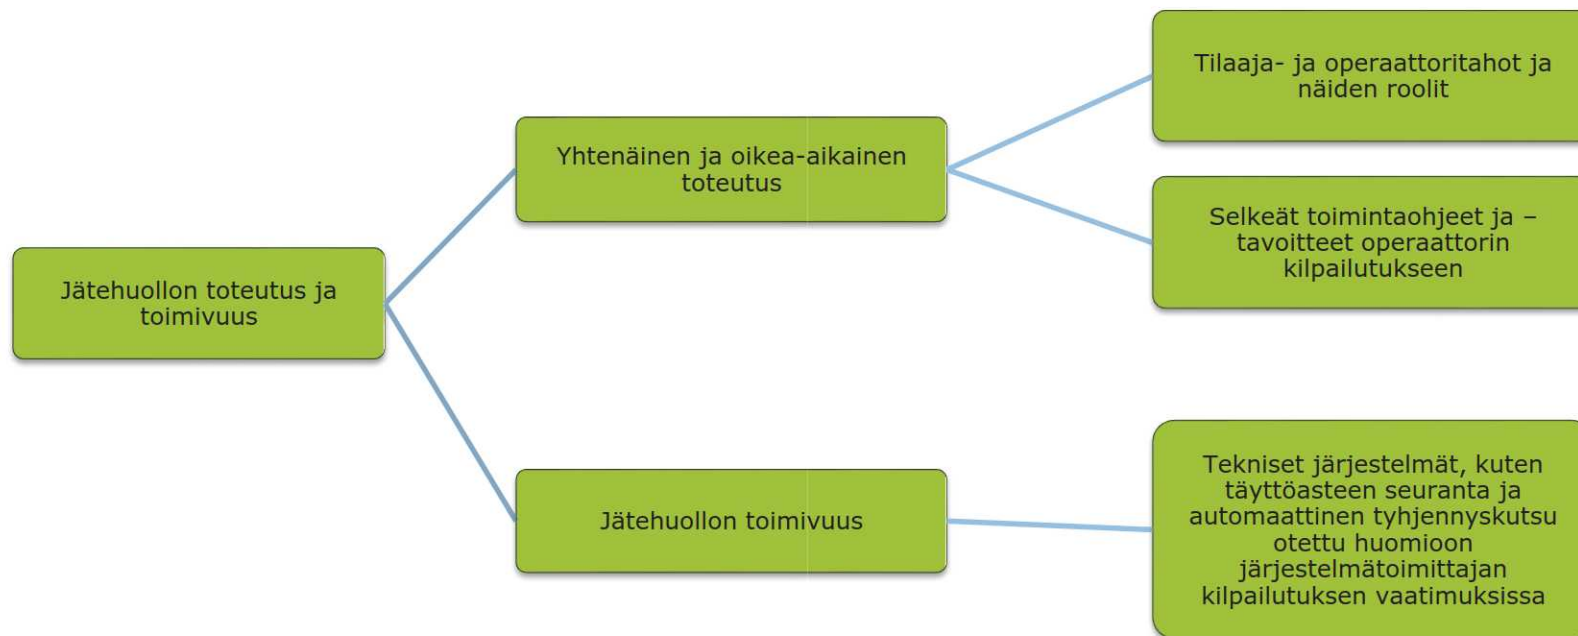 Jätehuollon toteutus ja
toimivuus
Yhtenäinen ja oikea-aikainen
toteutus
Tilaaja- ja operaattoritahot ja
näiden roolit
Selkeät toimintaohjeet ja –
tavoitteet operaattorin
kilpailutukseen
Jätehuollon toimivuus
Tekniset järjestelmät, kuten
täyttöasteen seuranta ja
automaattinen tyhjennyskutsu
otettu huomioon
järjestelmätoimittajan
kilpailutuksen vaatimuksissa